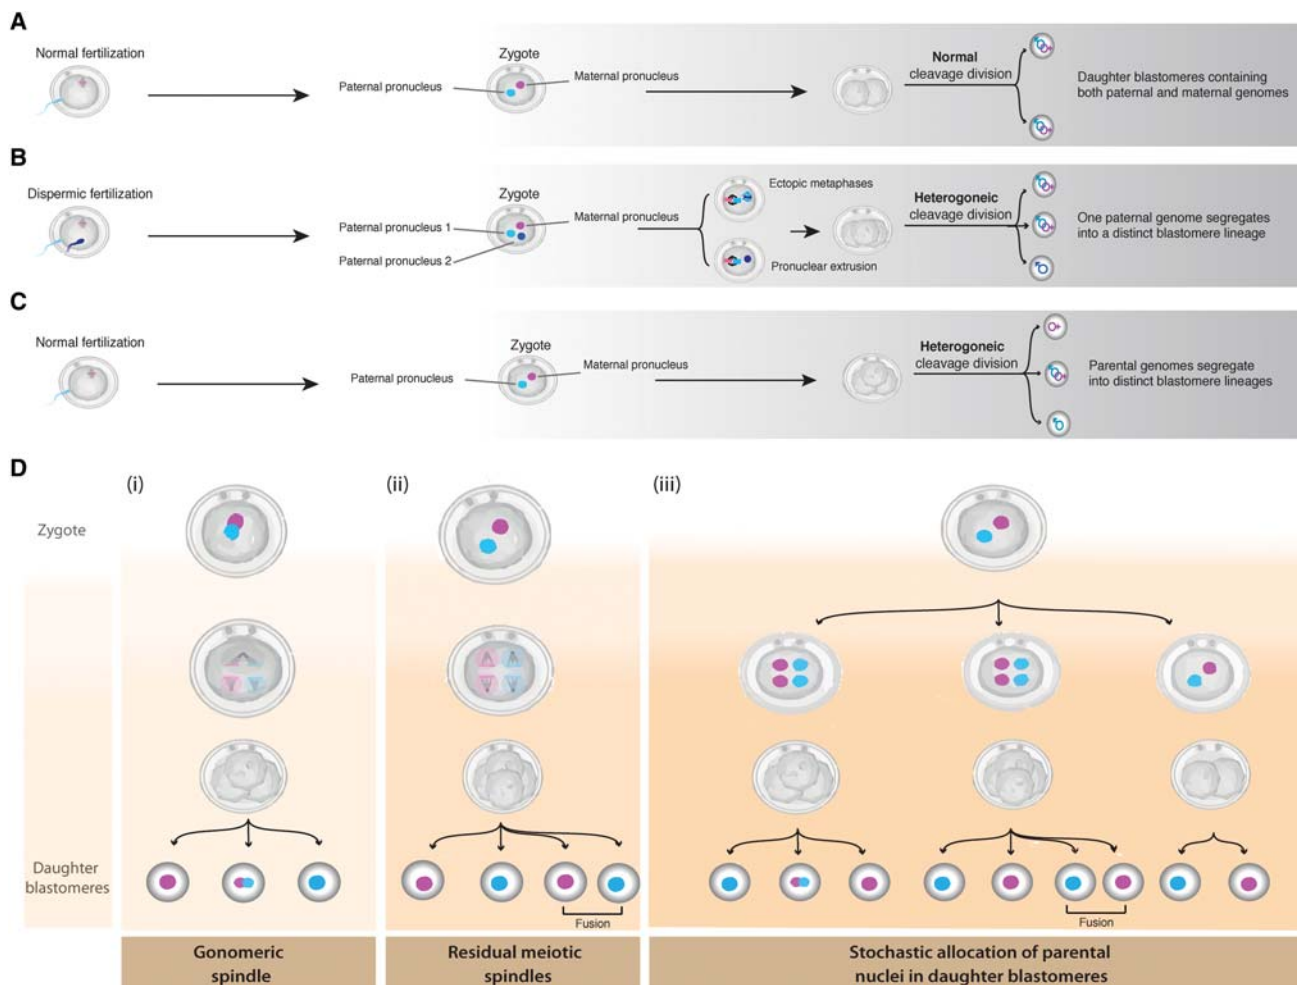 A
Normal fertilization
Zygote
Paternal pronucleus
Maternal pronucleus
Normal
cleavage division
Daughter blastomeres containing
both paternal and maternal genomes
B
Dispermic fertilization
Zygote
Paternal pronucleus 1
Paternal pronucleus 2
Maternal pronucleus
Ectopic metaphases
Pronuclear extrusion
Heterogoneic
cleavage division
One paternal genome segregates
into a distinct blastomere lineage
C
Normal fertilization
Zygote
Paternal pronucleus
Maternal pronucleus
Heterogoneic
cleavage division
Parental genomes segregate
into distinct blastomere lineages
D
(i)
(ii)
(iii)
Zygote
Daughter
blastomeres
Fusion
Fusion
Gonomeric
spindle
Residual meiotic
spindles
Stochastic allocation of parental
nuclei in daughter blastomeres